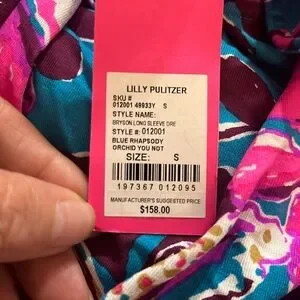 LILLY PULITZER
SKU #
012001 49933Y S
STYLE NAME:
BRYSON LONG SLEEVE DRE
STYLE #: 012001
BLUE RHAPSODY
ORCHID YOU NOT
SIZE: S
197367 012095
MANUFACTURER'S SUGGESTED PRICE
$158.00